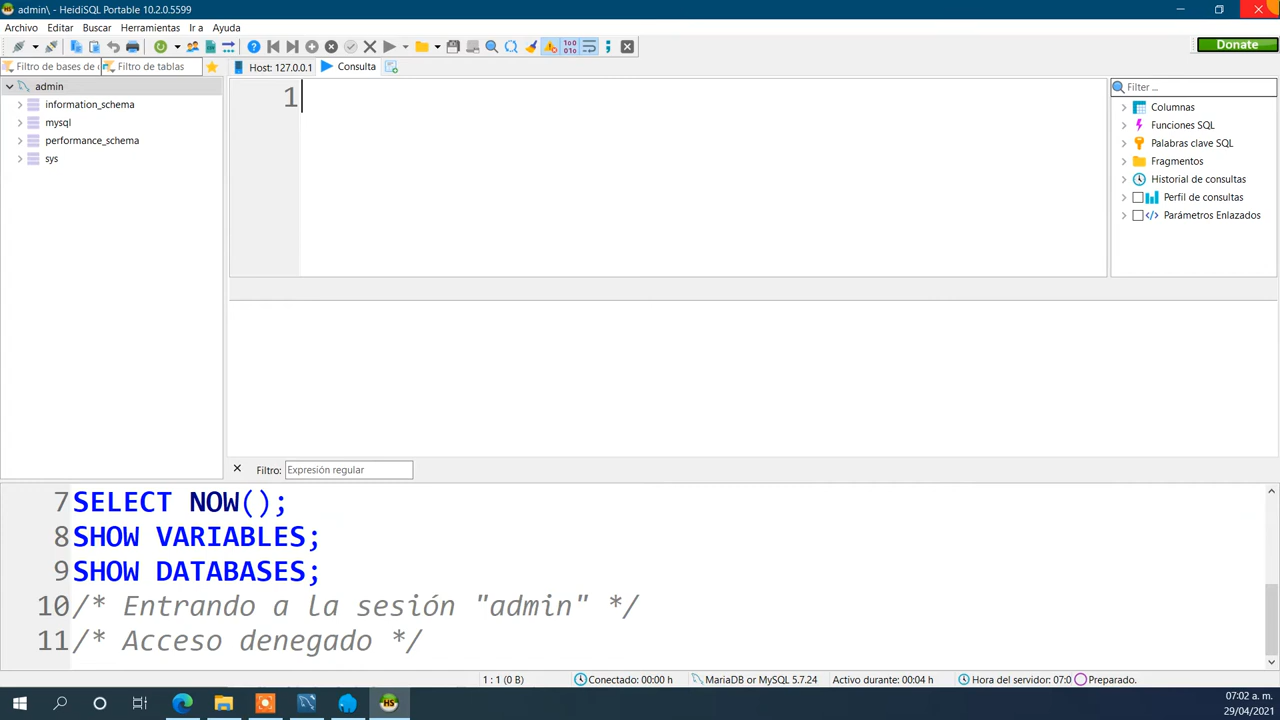 admin\ - HeidiSQL Portable 10.2.0.5599
Archivo Editar Buscar Herramientas Ir a Ayuda
Donate
Filtro de bases de Filtro de tablas
Host: 127.0.0.1 Consulta
admin
information_schema
mysql
performance_schema
sys
1
Filter ...
Columnas
Funciones SQL
Palabras clave SQL
Fragmentos
Historial de consultas
Perfil de consultas
Parámetros Enlazados
Filtro: Expresión regular
7 SELECT NOW();
8 SHOW VARIABLES;
9 SHOW DATABASES;
10 /* Entrando a la sesión "admin" */
11 /* Acceso denegado */
1 : 1 (0 B) Conectado: 00:00 h MariaDB or MySQL 5.7.24 Activo durante: 00:04 h Hora del servidor: 07:0 Preparado.
07:02 a. m.
29/04/2021